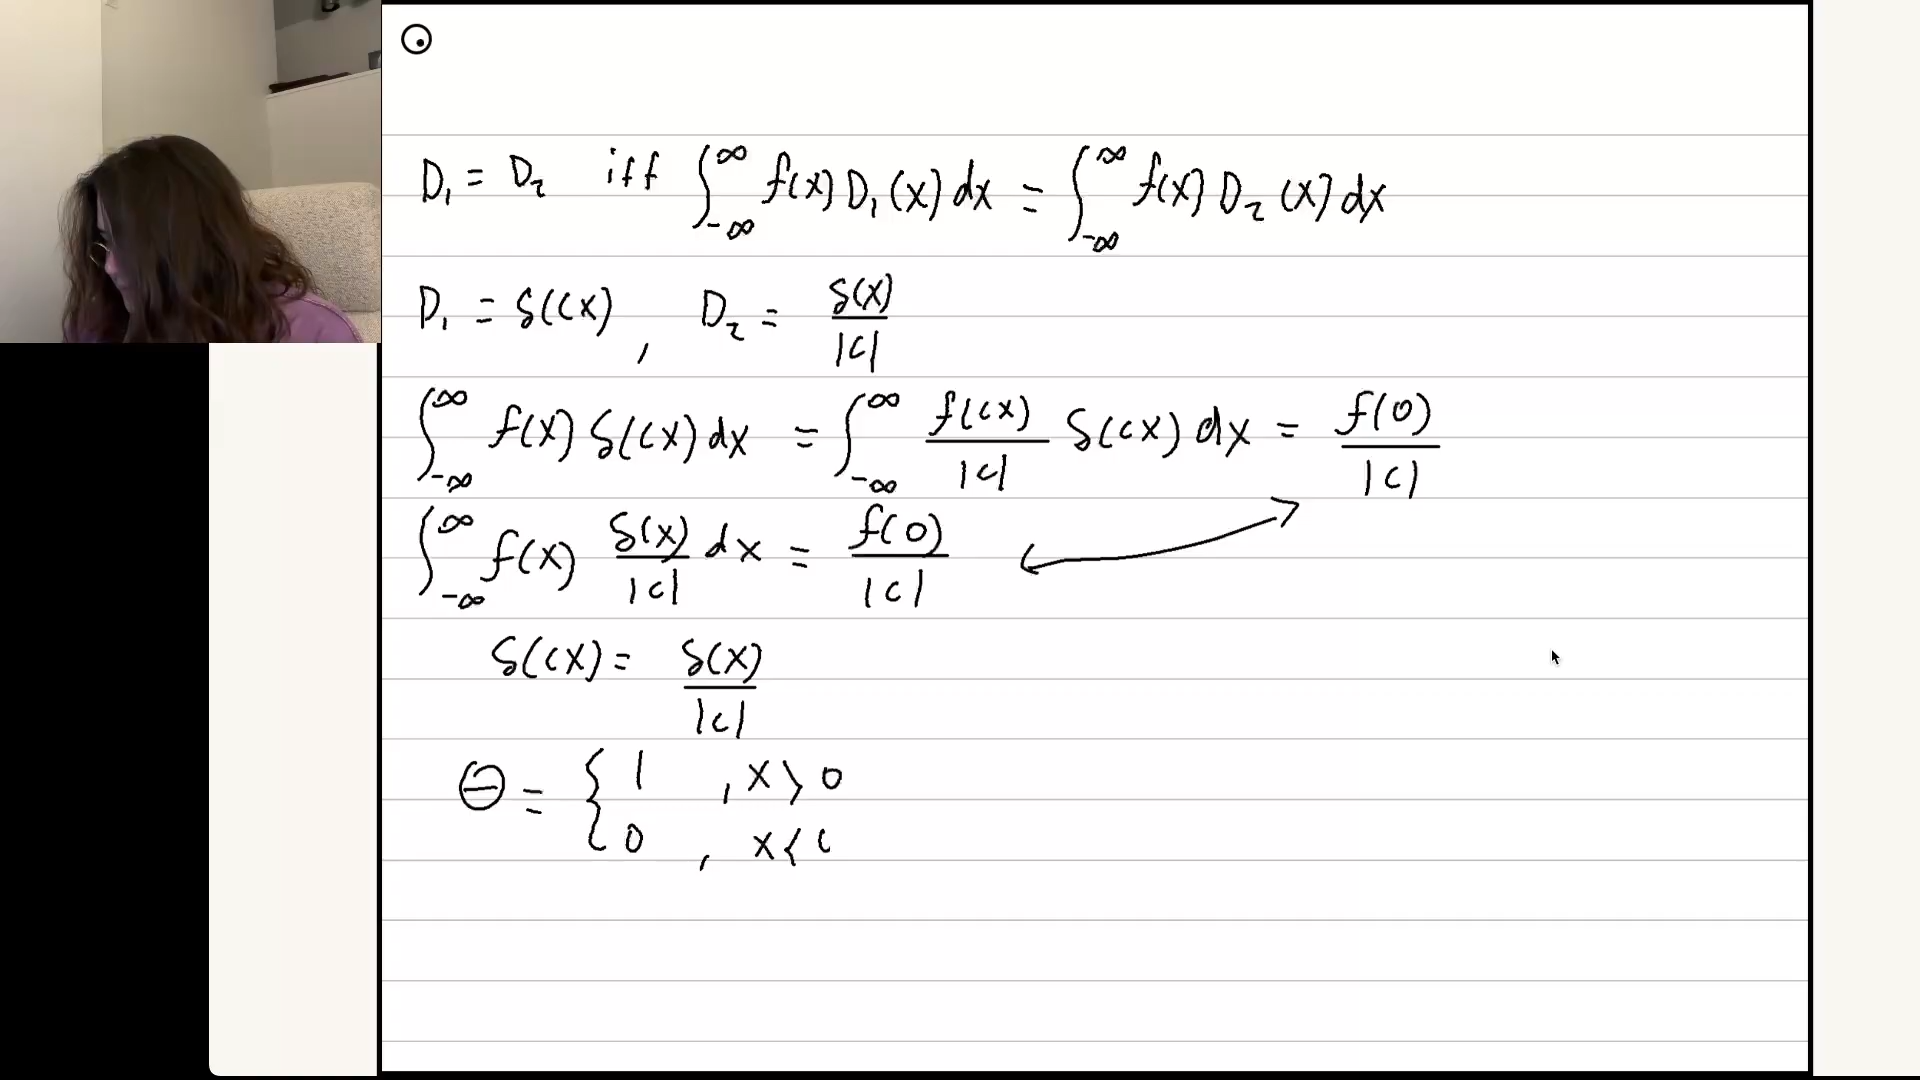 D₁ = D₂ iff ∫_{-∞}^{∞} f(x) D₁(x) dx = ∫_{-∞}^{∞} f(x) D₂(x) dx
D₁ = δ(cx), D₂ = δ(x)/|c|
∫_{-∞}^{∞} f(x) δ(cx) dx = ∫_{-∞}^{∞} f(cx)/|c| δ(cx) dx = f(0)/|c|
∫_{-∞}^{∞} f(x) δ(x)/|c| dx = f(0)/|c|
δ(cx) = δ(x)/|c|
Θ = { 1 , x > 0
0 , x <